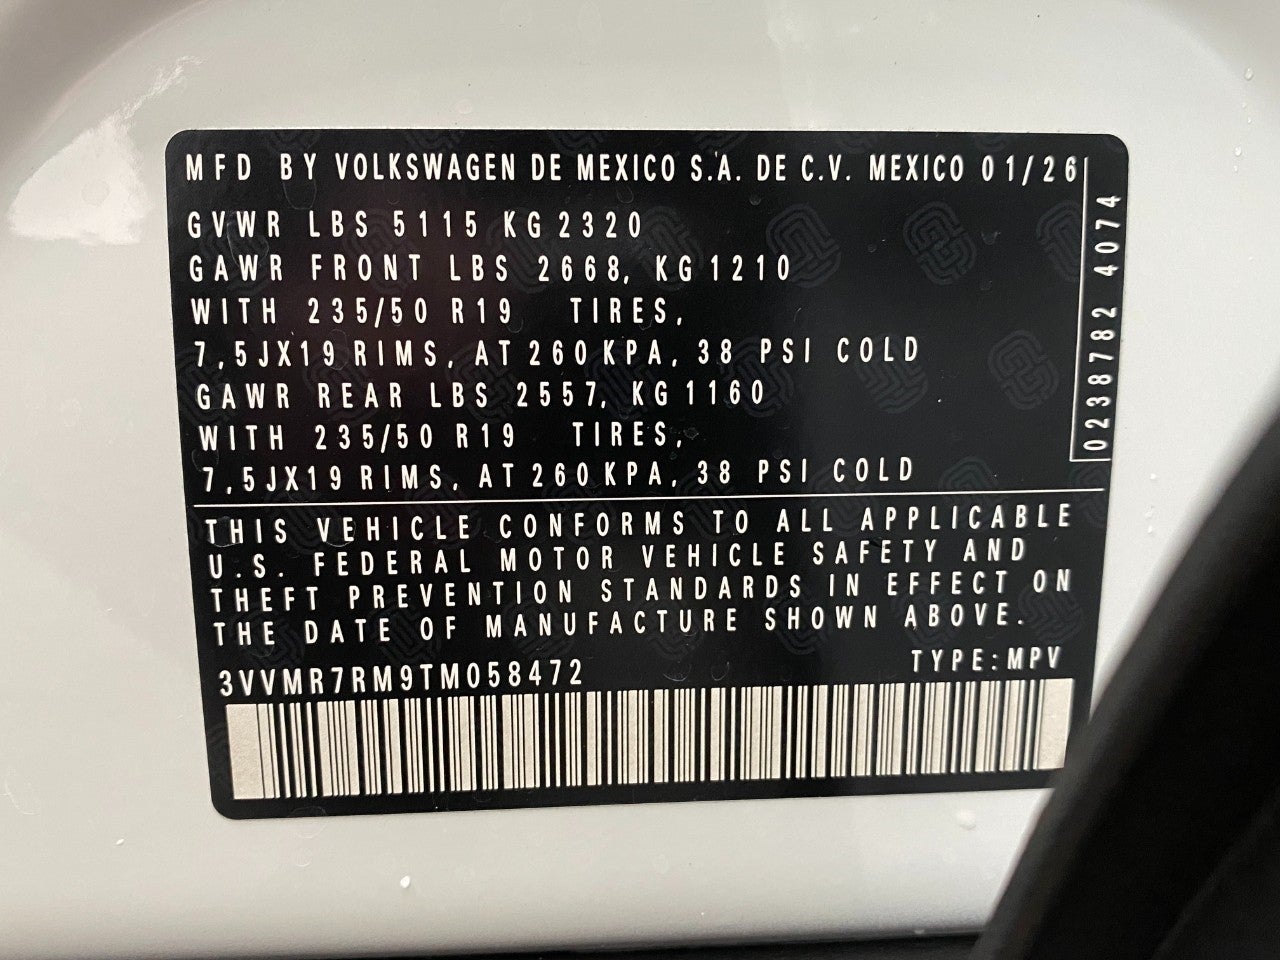 MFD BY VOLKSWAGEN DE MEXICO S.A. DE C.V. MEXICO 01/26
GVWR LBS 5115 KG 2320
GAWR FRONT LBS 2668, KG 1210
WITH 235/50 R19 TIRES,
7,5JX19 RIMS, AT 260 KPA, 38 PSI COLD
GAWR REAR LBS 2557, KG 1160
WITH 235/50 R19 TIRES,
7,5JX19 RIMS, AT 260 KPA, 38 PSI COLD
0238782 4074
THIS VEHICLE CONFORMS TO ALL APPLICABLE
U.S. FEDERAL MOTOR VEHICLE SAFETY AND
THEFT PREVENTION STANDARDS IN EFFECT ON
THE DATE OF MANUFACTURE SHOWN ABOVE.
3VVMR7RM9TM058472 TYPE: MPV